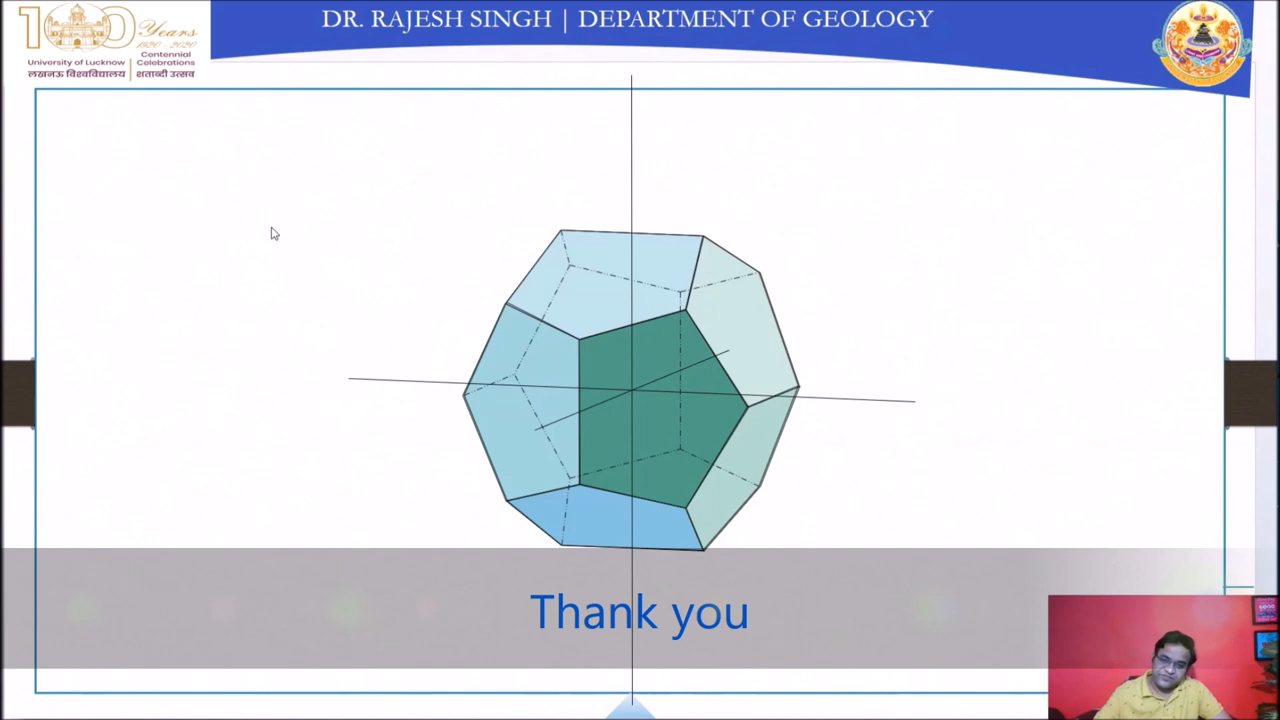 DR. RAJESH SINGH | DEPARTMENT OF GEOLOGY
100 Years
1920 - 2020
University of Lucknow
Centennial
Celebrations
लखनऊ विश्वविद्यालय
शताब्दी उत्सव
Thank you